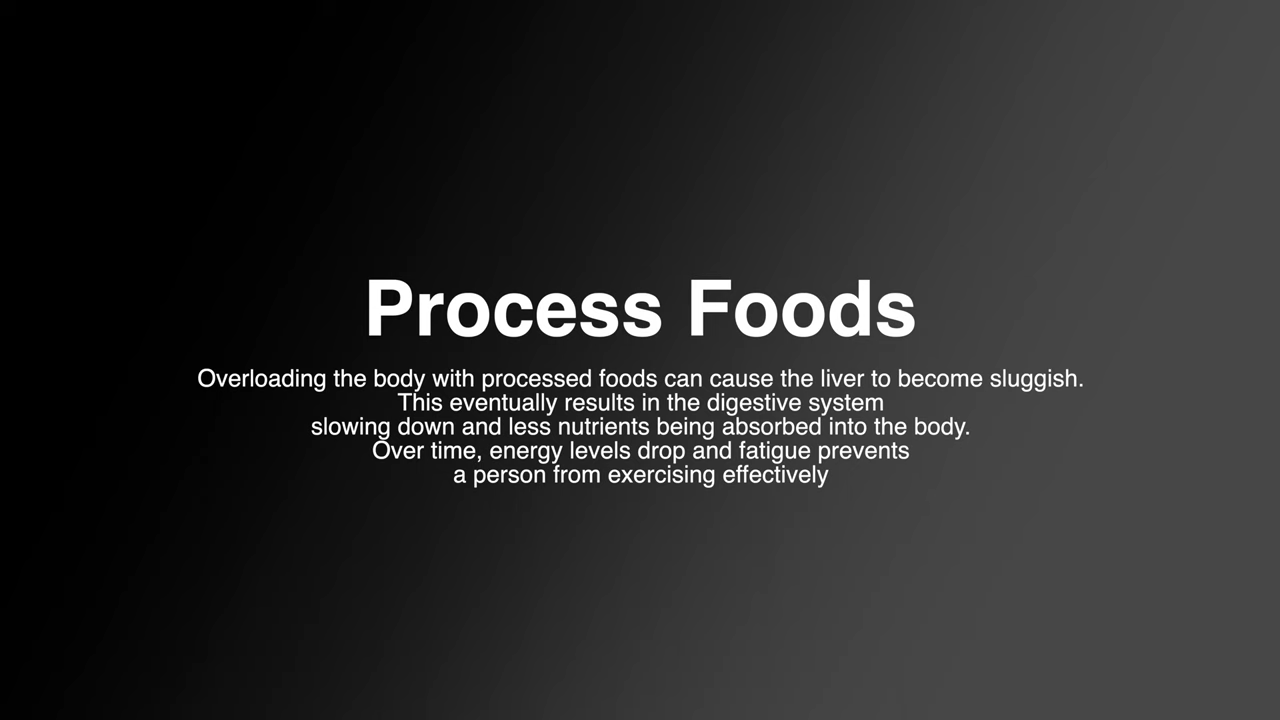 Process Foods
Overloading the body with processed foods can cause the liver to become sluggish.
This eventually results in the digestive system
slowing down and less nutrients being absorbed into the body.
Over time, energy levels drop and fatigue prevents
a person from exercising effectively